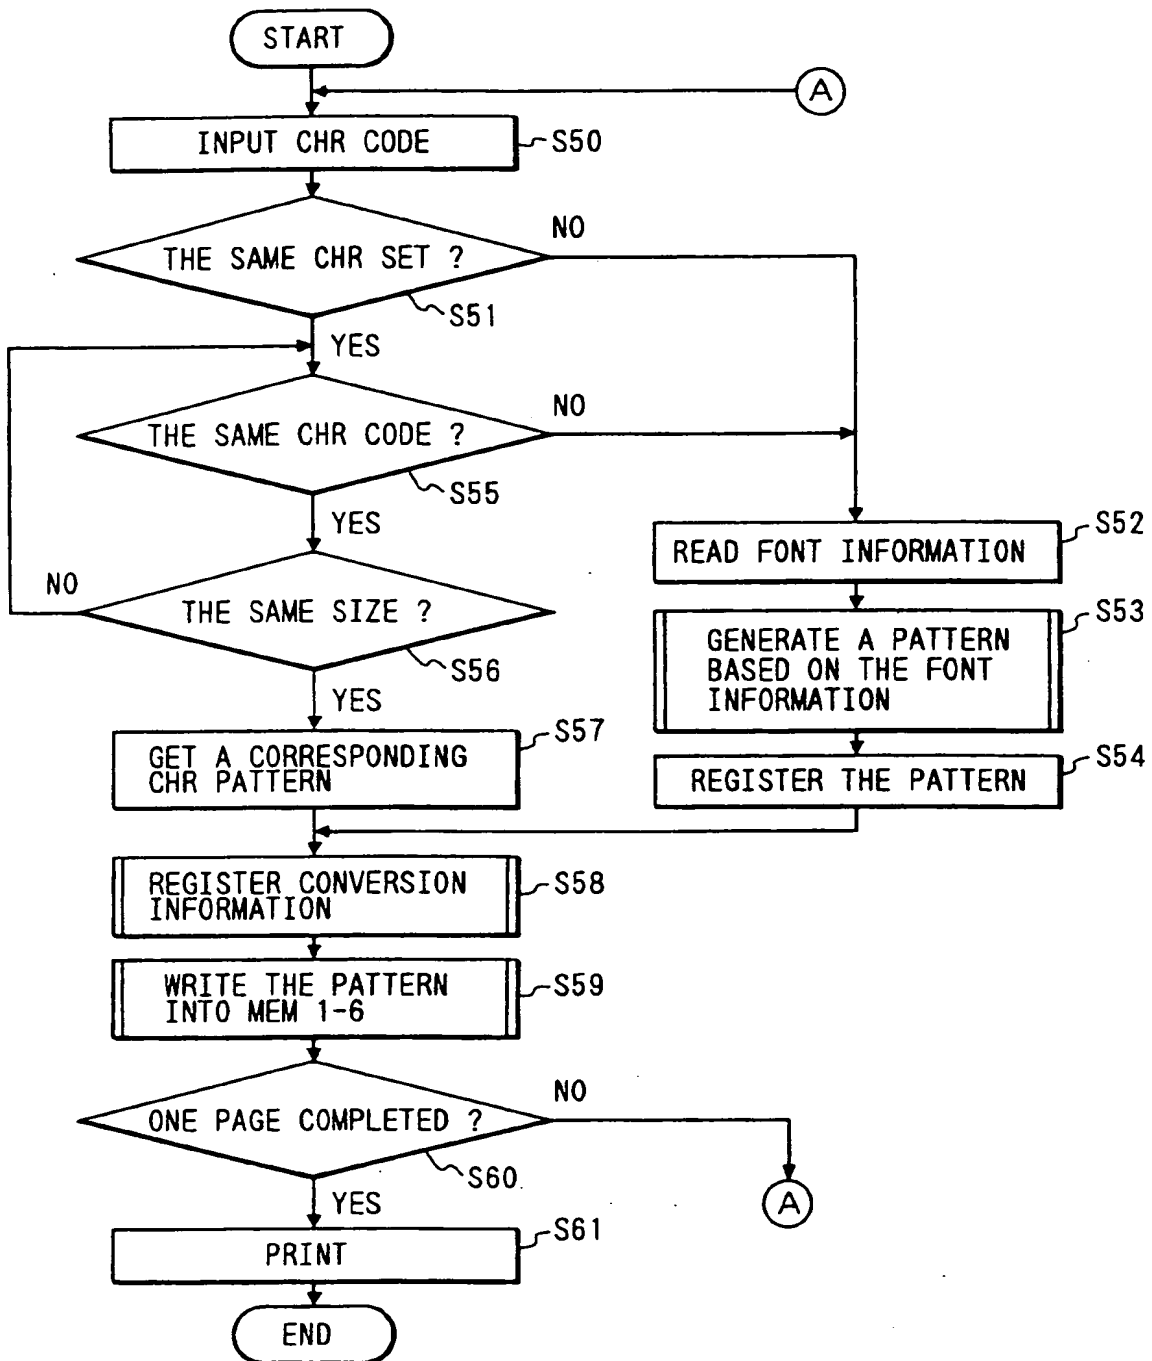 START
A
INPUT CHR CODE
S50
THE SAME CHR SET ?
NO
S51
YES
THE SAME CHR CODE ?
NO
S55
YES
THE SAME SIZE ?
NO
S56
YES
READ FONT INFORMATION
S52
GENERATE A PATTERN
BASED ON THE FONT
INFORMATION
S53
REGISTER THE PATTERN
S54
GET A CORRESPONDING
CHR PATTERN
S57
REGISTER CONVERSION
INFORMATION
S58
WRITE THE PATTERN
INTO MEM 1-6
S59
ONE PAGE COMPLETED ?
NO
S60
YES
A
PRINT
S61
END